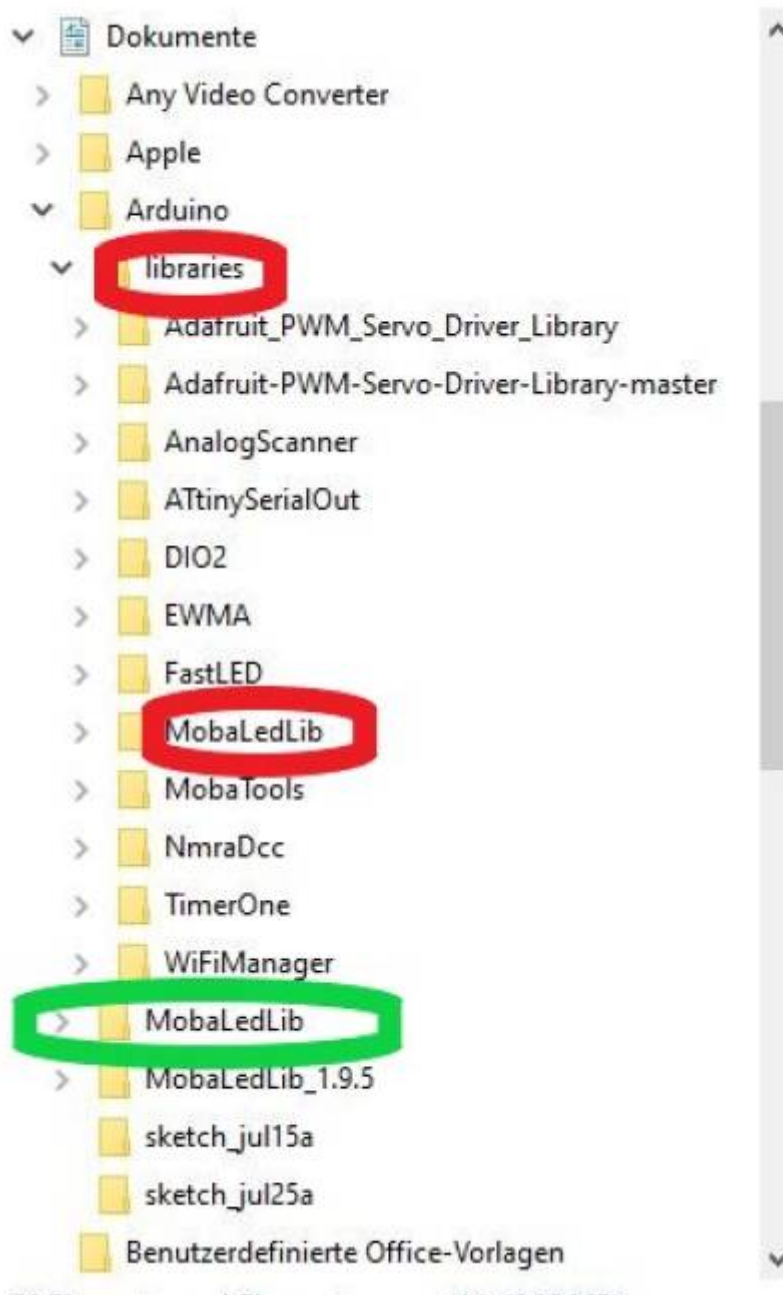 Dokumente
Any Video Converter
Apple
Arduino
libraries
Adafruit_PWM_Servo_Driver_Library
Adafruit-PWM-Servo-Driver-Library-master
AnalogScanner
ATtinySerialOut
DIO2
EWMA
FastLED
MobaLedLib
MobaTools
NmraDcc
TimerOne
WiFiManager
MobaLedLib
MobaLedLib_1.9.5
sketch_jul15a
sketch_jul25a
Benutzerdefinierte Office-Vorlagen